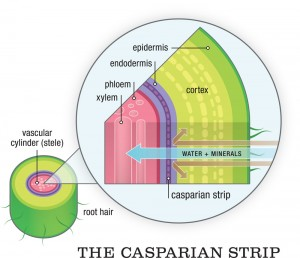 epidermis
endodermis
phloem
xylem
cortex
vascular
cylinder (stele)
WATER + MINERALS
casparian strip
root hair
THE CASPARIAN STRIP